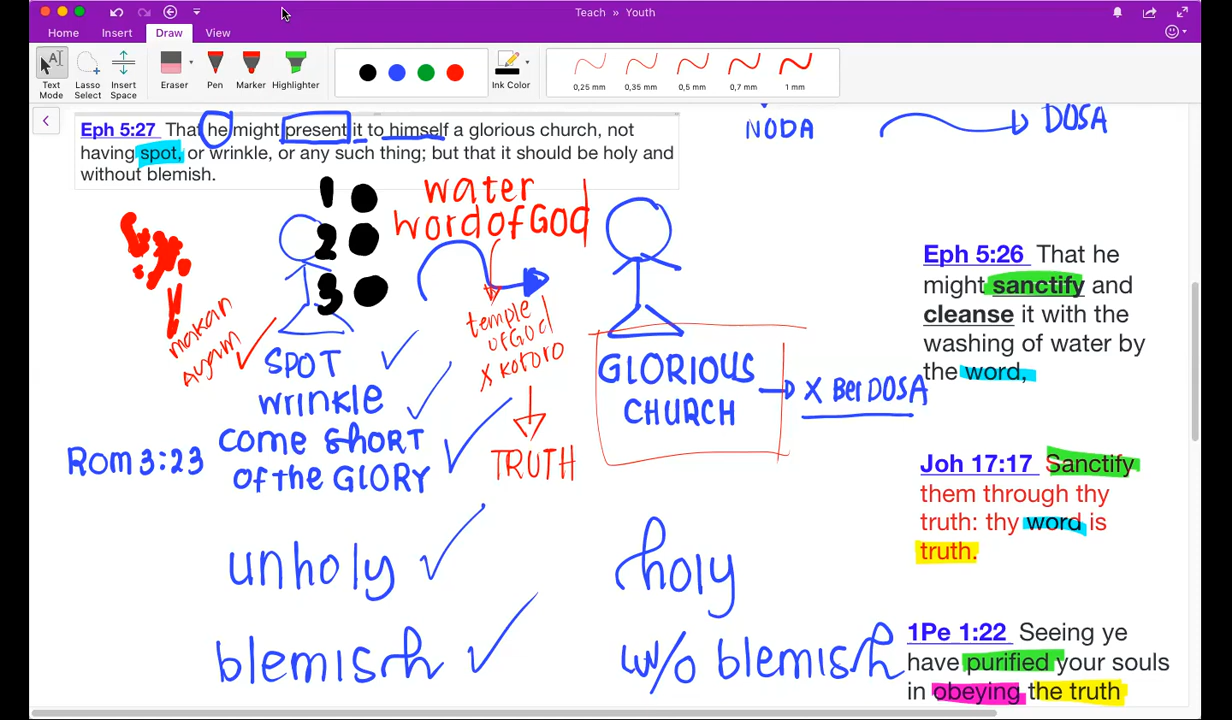 Teach » Youth
Home Insert Draw View
Text Mode
Lasso Select
Insert Space
Eraser
Pen
Marker
Highlighter
Ink Color
0,25 mm
0,35 mm
0,5 mm
0,7 mm
1 mm
NODA
DOSA
Eph 5:27 That he might present it to himself a glorious church, not
having spot, or wrinkle, or any such thing; but that it should be holy and
without blemish.
1
2
3
water
word of GOD
temple
of God
x kotoro
TRUTH
makan
Ayam
SPOT
wrinkle
come short
of the GLORY
Rom 3:23
unholy
blemish
GLORIOUS
CHURCH
X Ber DOSA
holy
w/o blemish
Eph 5:26 That he
might sanctify and
cleanse it with the
washing of water by
the word,
Joh 17:17 Sanctify
them through thy
truth: thy word is
truth.
1Pe 1:22 Seeing ye
have purified your souls
in obeying the truth